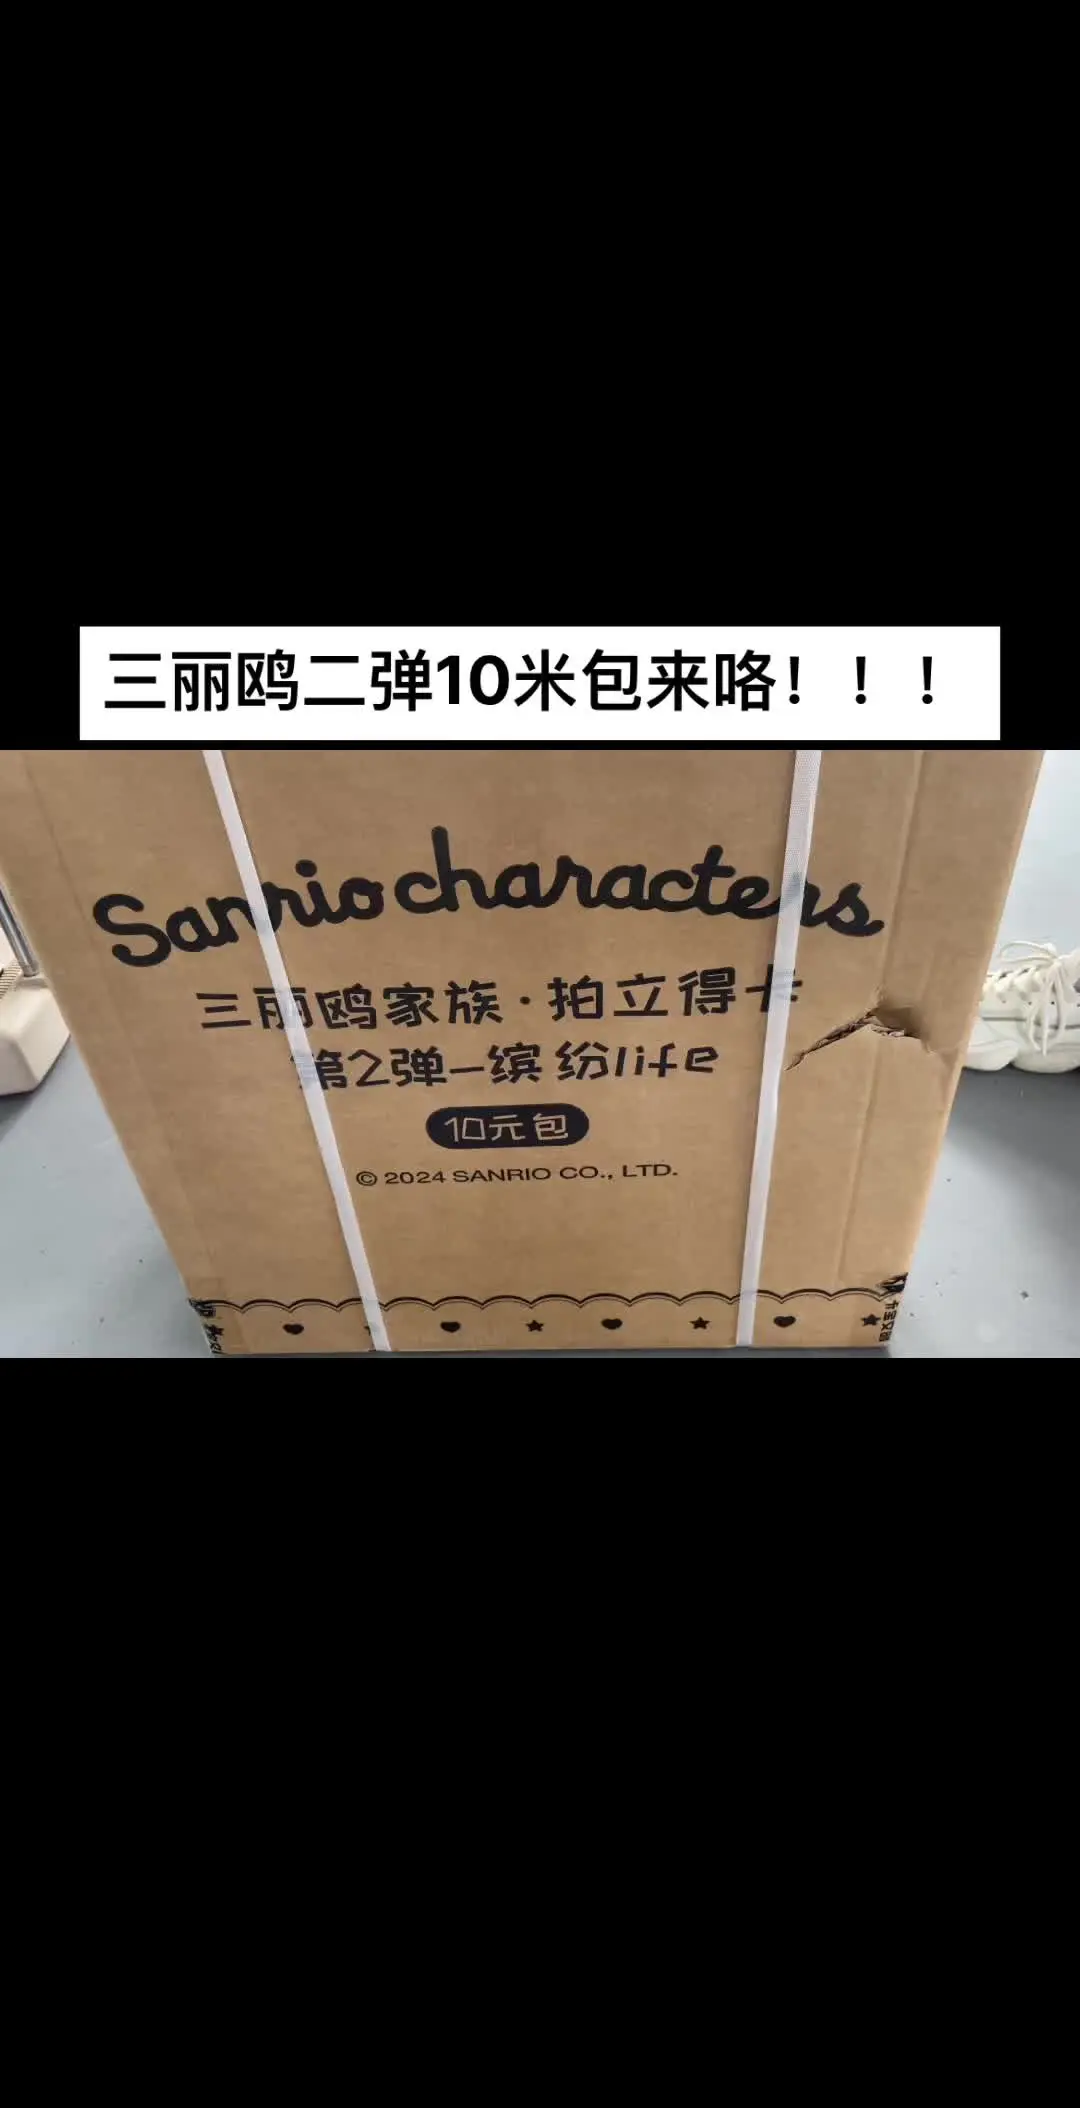 三丽鸥二弹10米包来咯！！！
Sanrio characters
三丽鸥家族·拍立得卡
第2弹—缤纷life
10元包
© 2024 SANRIO CO., LTD.